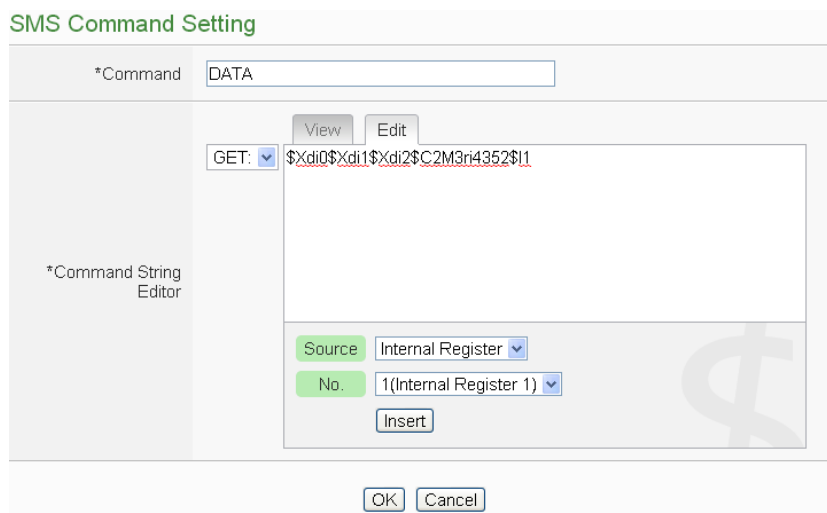 SMS Command Setting
*Command DATA
View Edit
GET: $Xdi0$Xdi1$Xdi2$C2M3ri4352$I1
*Command String
Editor
Source Internal Register
No. 1(Internal Register 1)
Insert
$
OK Cancel